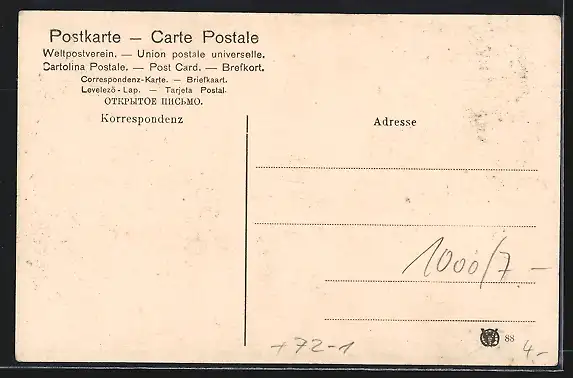 Postkarte — Carte Postale
Weltpostverein. — Union postale universelle.
Cartolina Postale. — Post Card. — Brefkort.
Correspondenz-Karte. — Briefkaart.
Levelező-Lap. — Tarjeta Postal.
ОТКРЫТОЕ ПИСЬМО.
Korrespondenz
Adresse
1000/7 —
+72-1
88
4.-